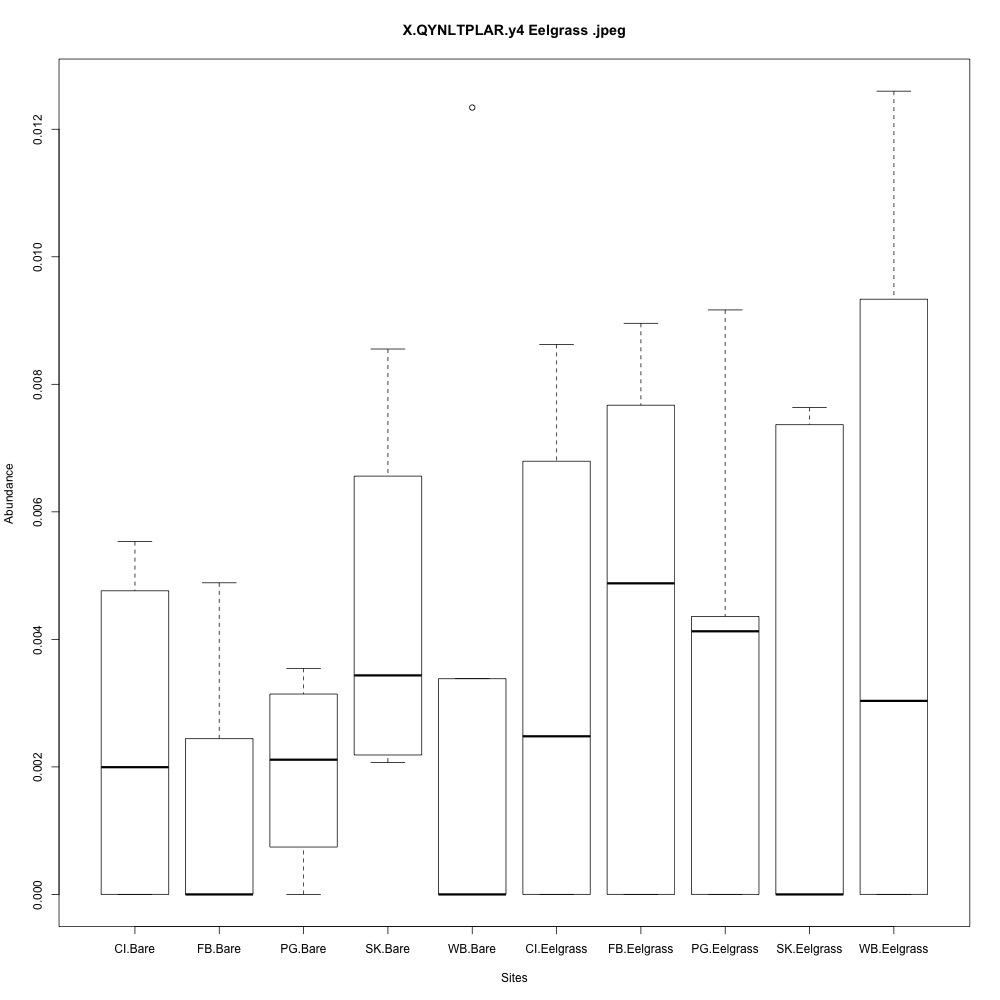 X.QYNLTPLAR.y4 Eelgrass .jpeg
0.012
0.010
0.008
0.006
0.004
0.002
0.000
Abundance
CI.Bare FB.Bare PG.Bare SK.Bare WB.Bare CI.Eelgrass FB.Eelgrass PG.Eelgrass SK.Eelgrass WB.Eelgrass
Sites